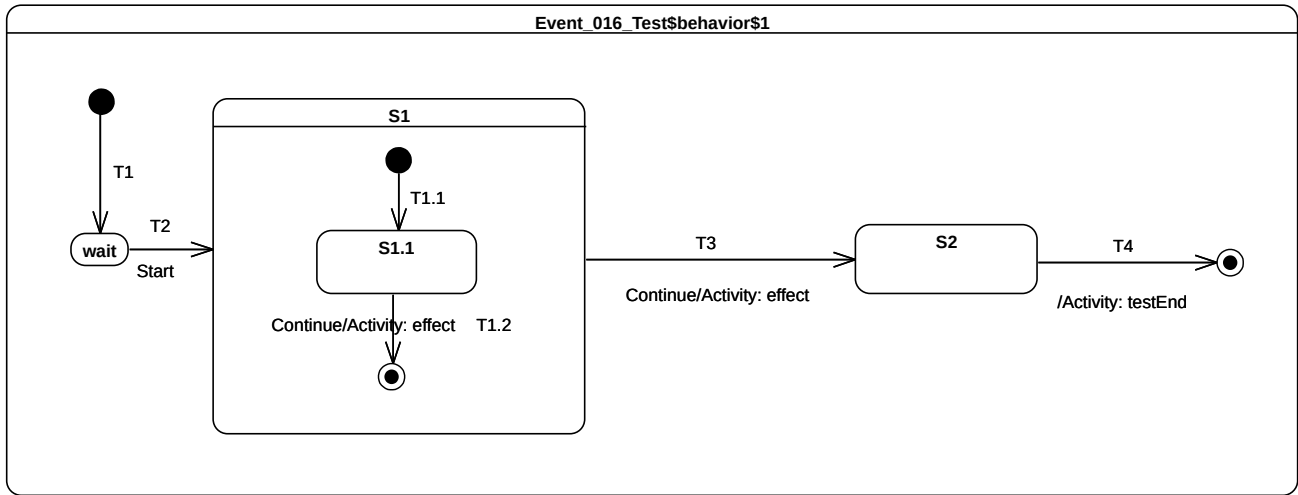 Event_016_Test$behavior$1
S1
T1
T1.1
T2
wait
Start
S1.1
Continue/Activity: effect T1.2
T3
Continue/Activity: effect
S2
T4
/Activity: testEnd